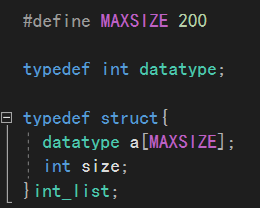 #define MAXSIZE 200
typedef int datatype;
typedef struct{
datatype a[MAXSIZE];
int size;
}int_list;